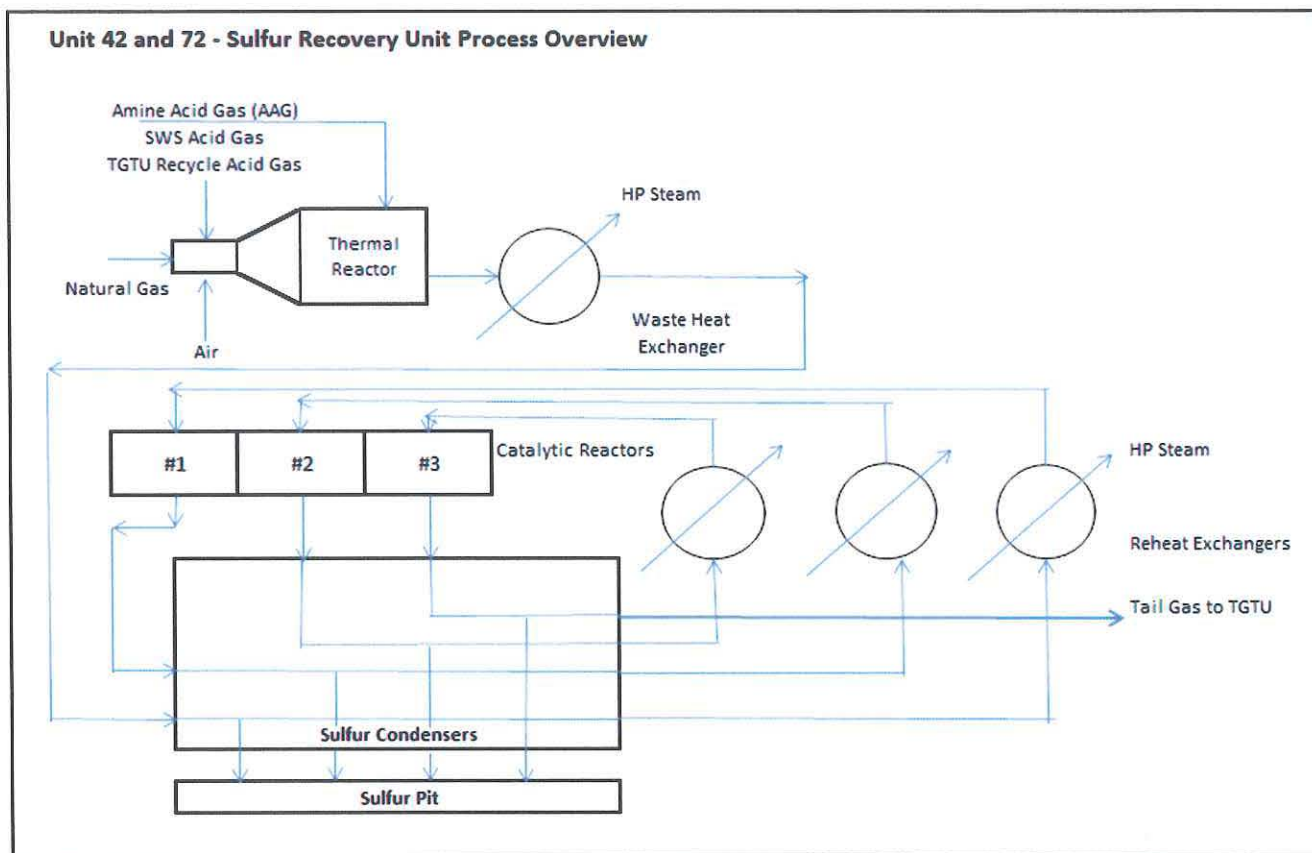 Unit 42 and 72 - Sulfur Recovery Unit Process Overview
Amine Acid Gas (AAG)
SWS Acid Gas
TGTU Recycle Acid Gas
HP Steam
Thermal
Reactor
Natural Gas
Waste Heat
Exchanger
Air
#1
#2
#3
Catalytic Reactors
HP Steam
Reheat Exchangers
Tail Gas to TGTU
Sulfur Condensers
Sulfur Pit